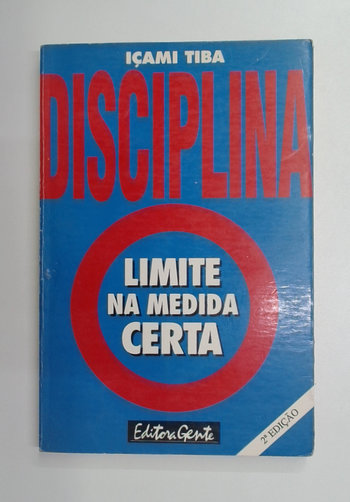 IÇAMI TIBA
DISCIPLINA
LIMITE
NA MEDIDA
CERTA
Editora Gente
2ª EDIÇÃO